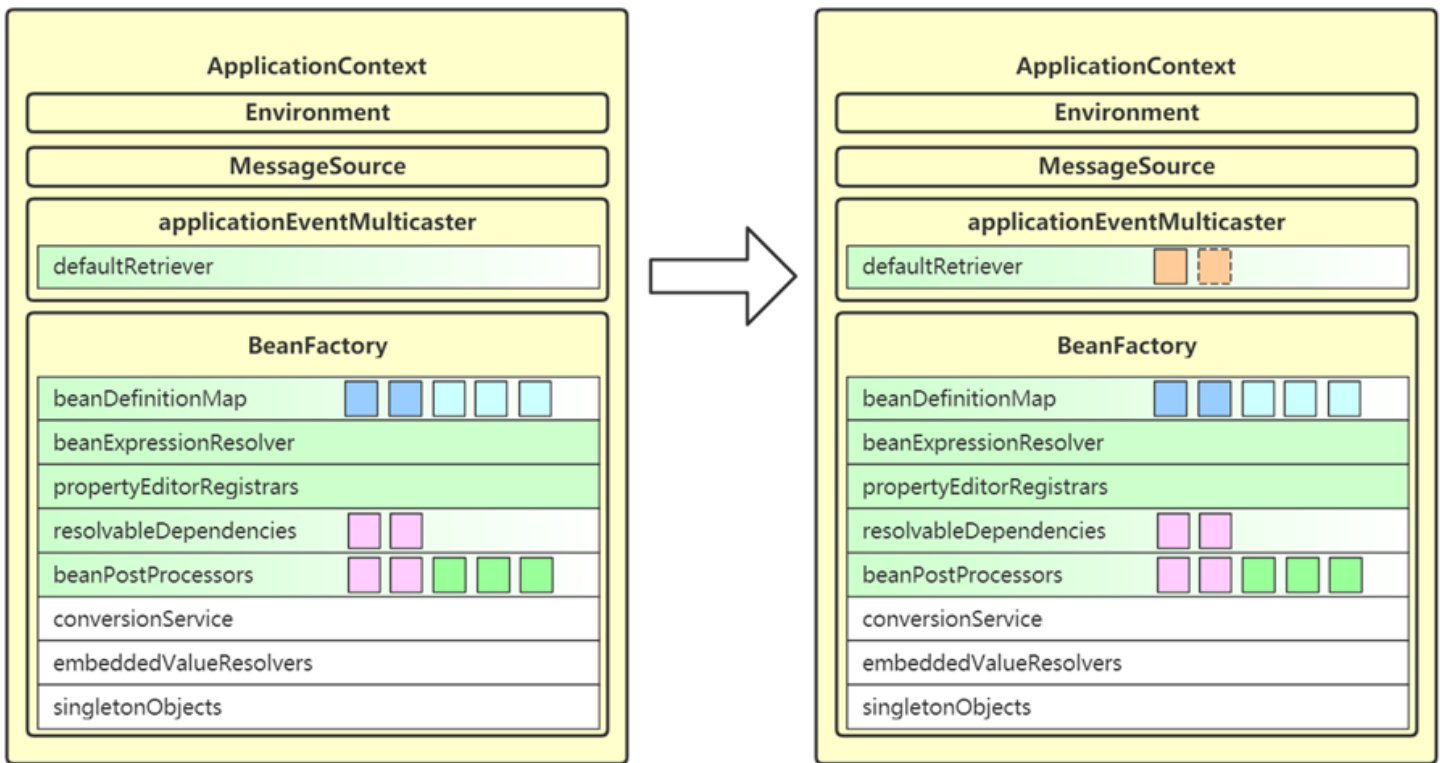 ApplicationContext
Environment
MessageSource
applicationEventMulticaster
defaultRetriever
BeanFactory
beanDefinitionMap
beanExpressionResolver
propertyEditorRegistrars
resolvableDependencies
beanPostProcessors
conversionService
embeddedValueResolvers
singletonObjects
ApplicationContext
Environment
MessageSource
applicationEventMulticaster
defaultRetriever
BeanFactory
beanDefinitionMap
beanExpressionResolver
propertyEditorRegistrars
resolvableDependencies
beanPostProcessors
conversionService
embeddedValueResolvers
singletonObjects